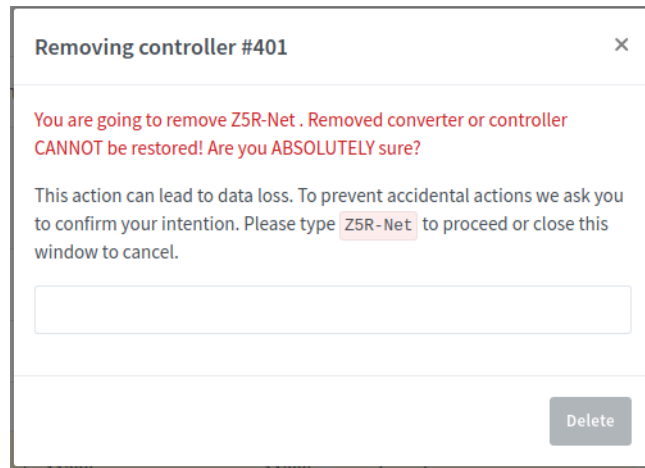 Removing controller #401
×
You are going to remove Z5R-Net . Removed converter or controller
CANNOT be restored! Are you ABSOLUTELY sure?
This action can lead to data loss. To prevent accidental actions we ask you
to confirm your intention. Please type Z5R-Net to proceed or close this
window to cancel.
Delete